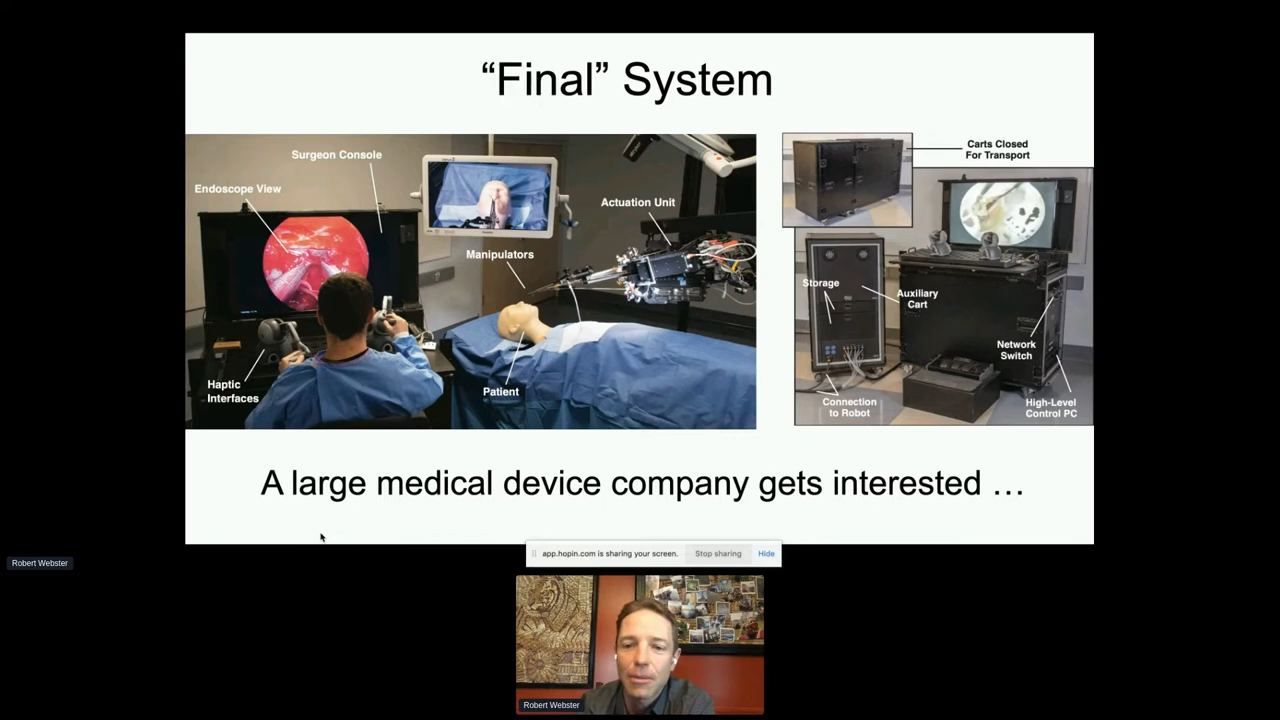 “Final” System
Surgeon Console
Endoscope View
Actuation Unit
Manipulators
Haptic
Interfaces
Patient
Carts Closed
For Transport
Storage
Auxiliary
Cart
Network
Switch
Connection
to Robot
High-Level
Control PC
A large medical device company gets interested …
app.hopin.com is sharing your screen.
Stop sharing
Hide
Robert Webster
Robert Webster